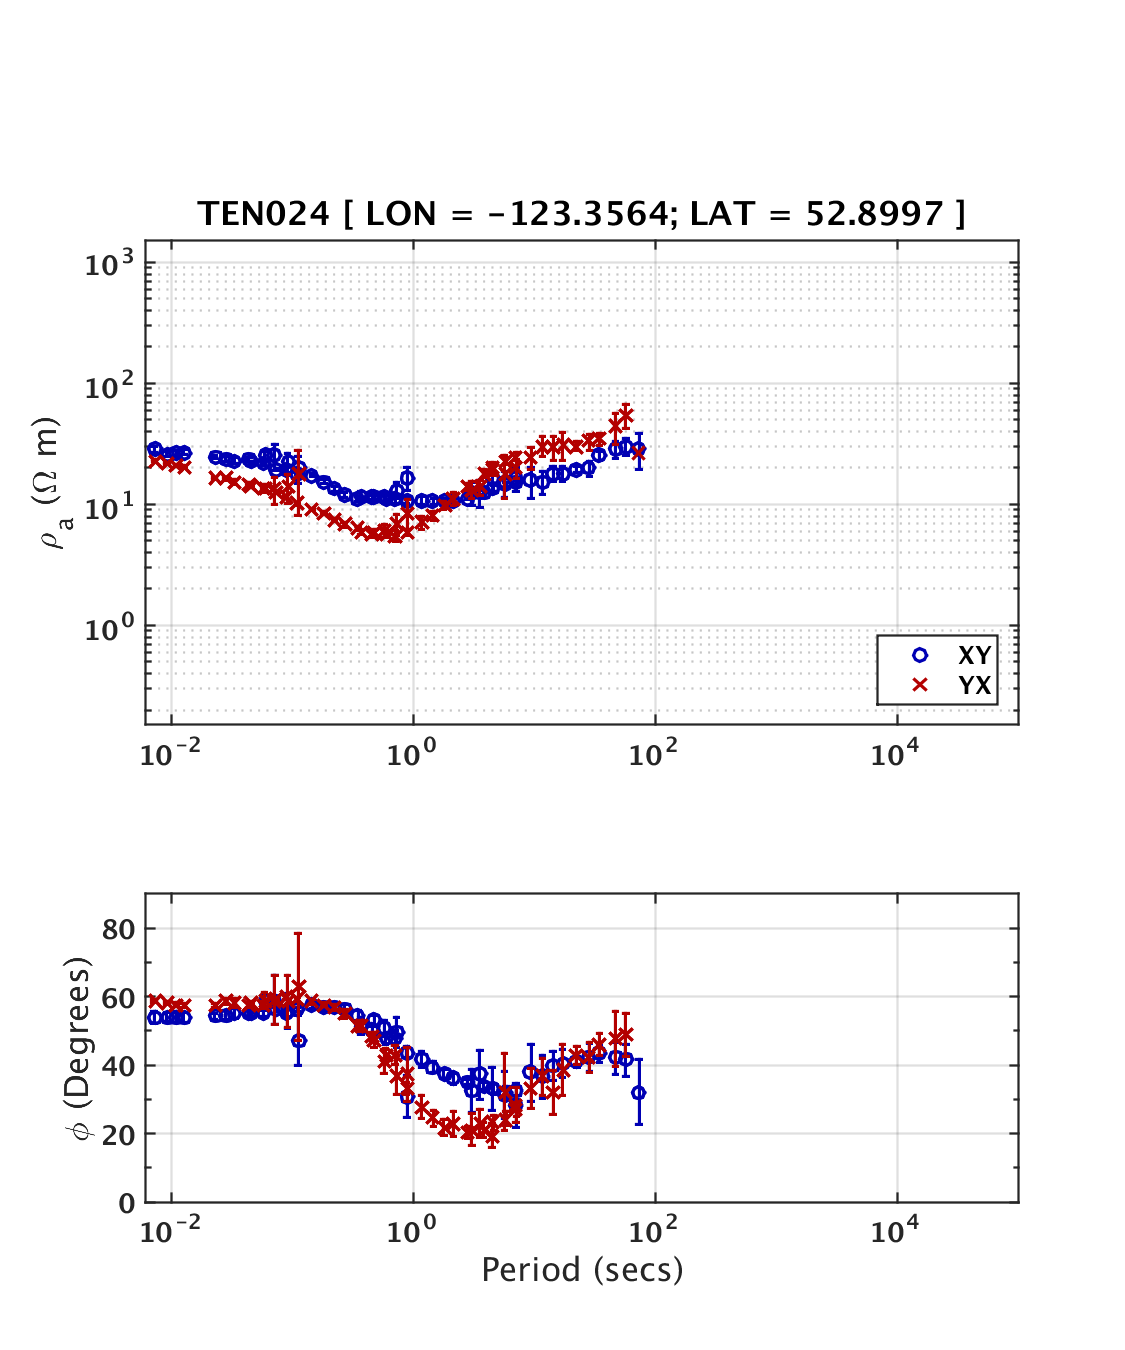 TEN024 [ LON = -123.3564; LAT = 52.8997 ]
10^3
10^2
10^1
10^0
ρ_a (Ω m)
XY
YX
10^-2 10^0 10^2 10^4
80
60
40
20
0
ϕ (Degrees)
10^-2 10^0 10^2 10^4
Period (secs)